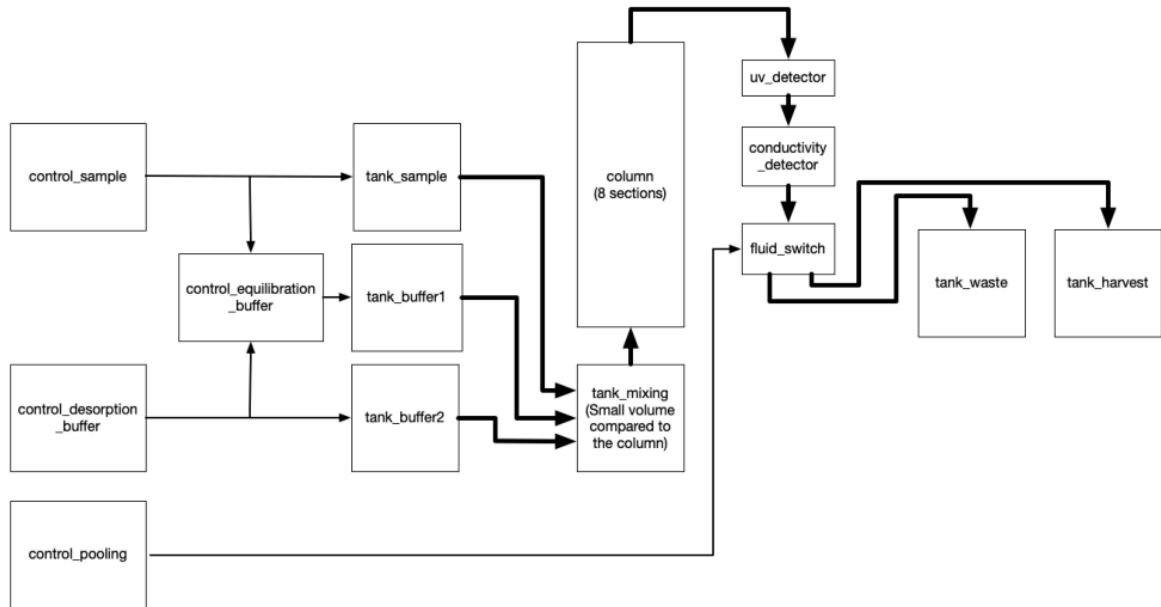 uv_detector
conductivity
_detector
control_sample
tank_sample
column
(8 sections)
fluid_switch
control_equilibration
_buffer
tank_buffer1
tank_waste
tank_harvest
control_desorption
_buffer
tank_buffer2
tank_mixing
(Small volume
compared to
the column)
control_pooling